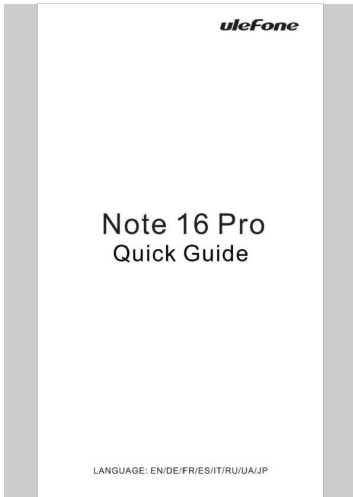 uleFone
Note 16 Pro
Quick Guide
LANGUAGE: EN/DE/FR/ES/IT/RU/UA/JP